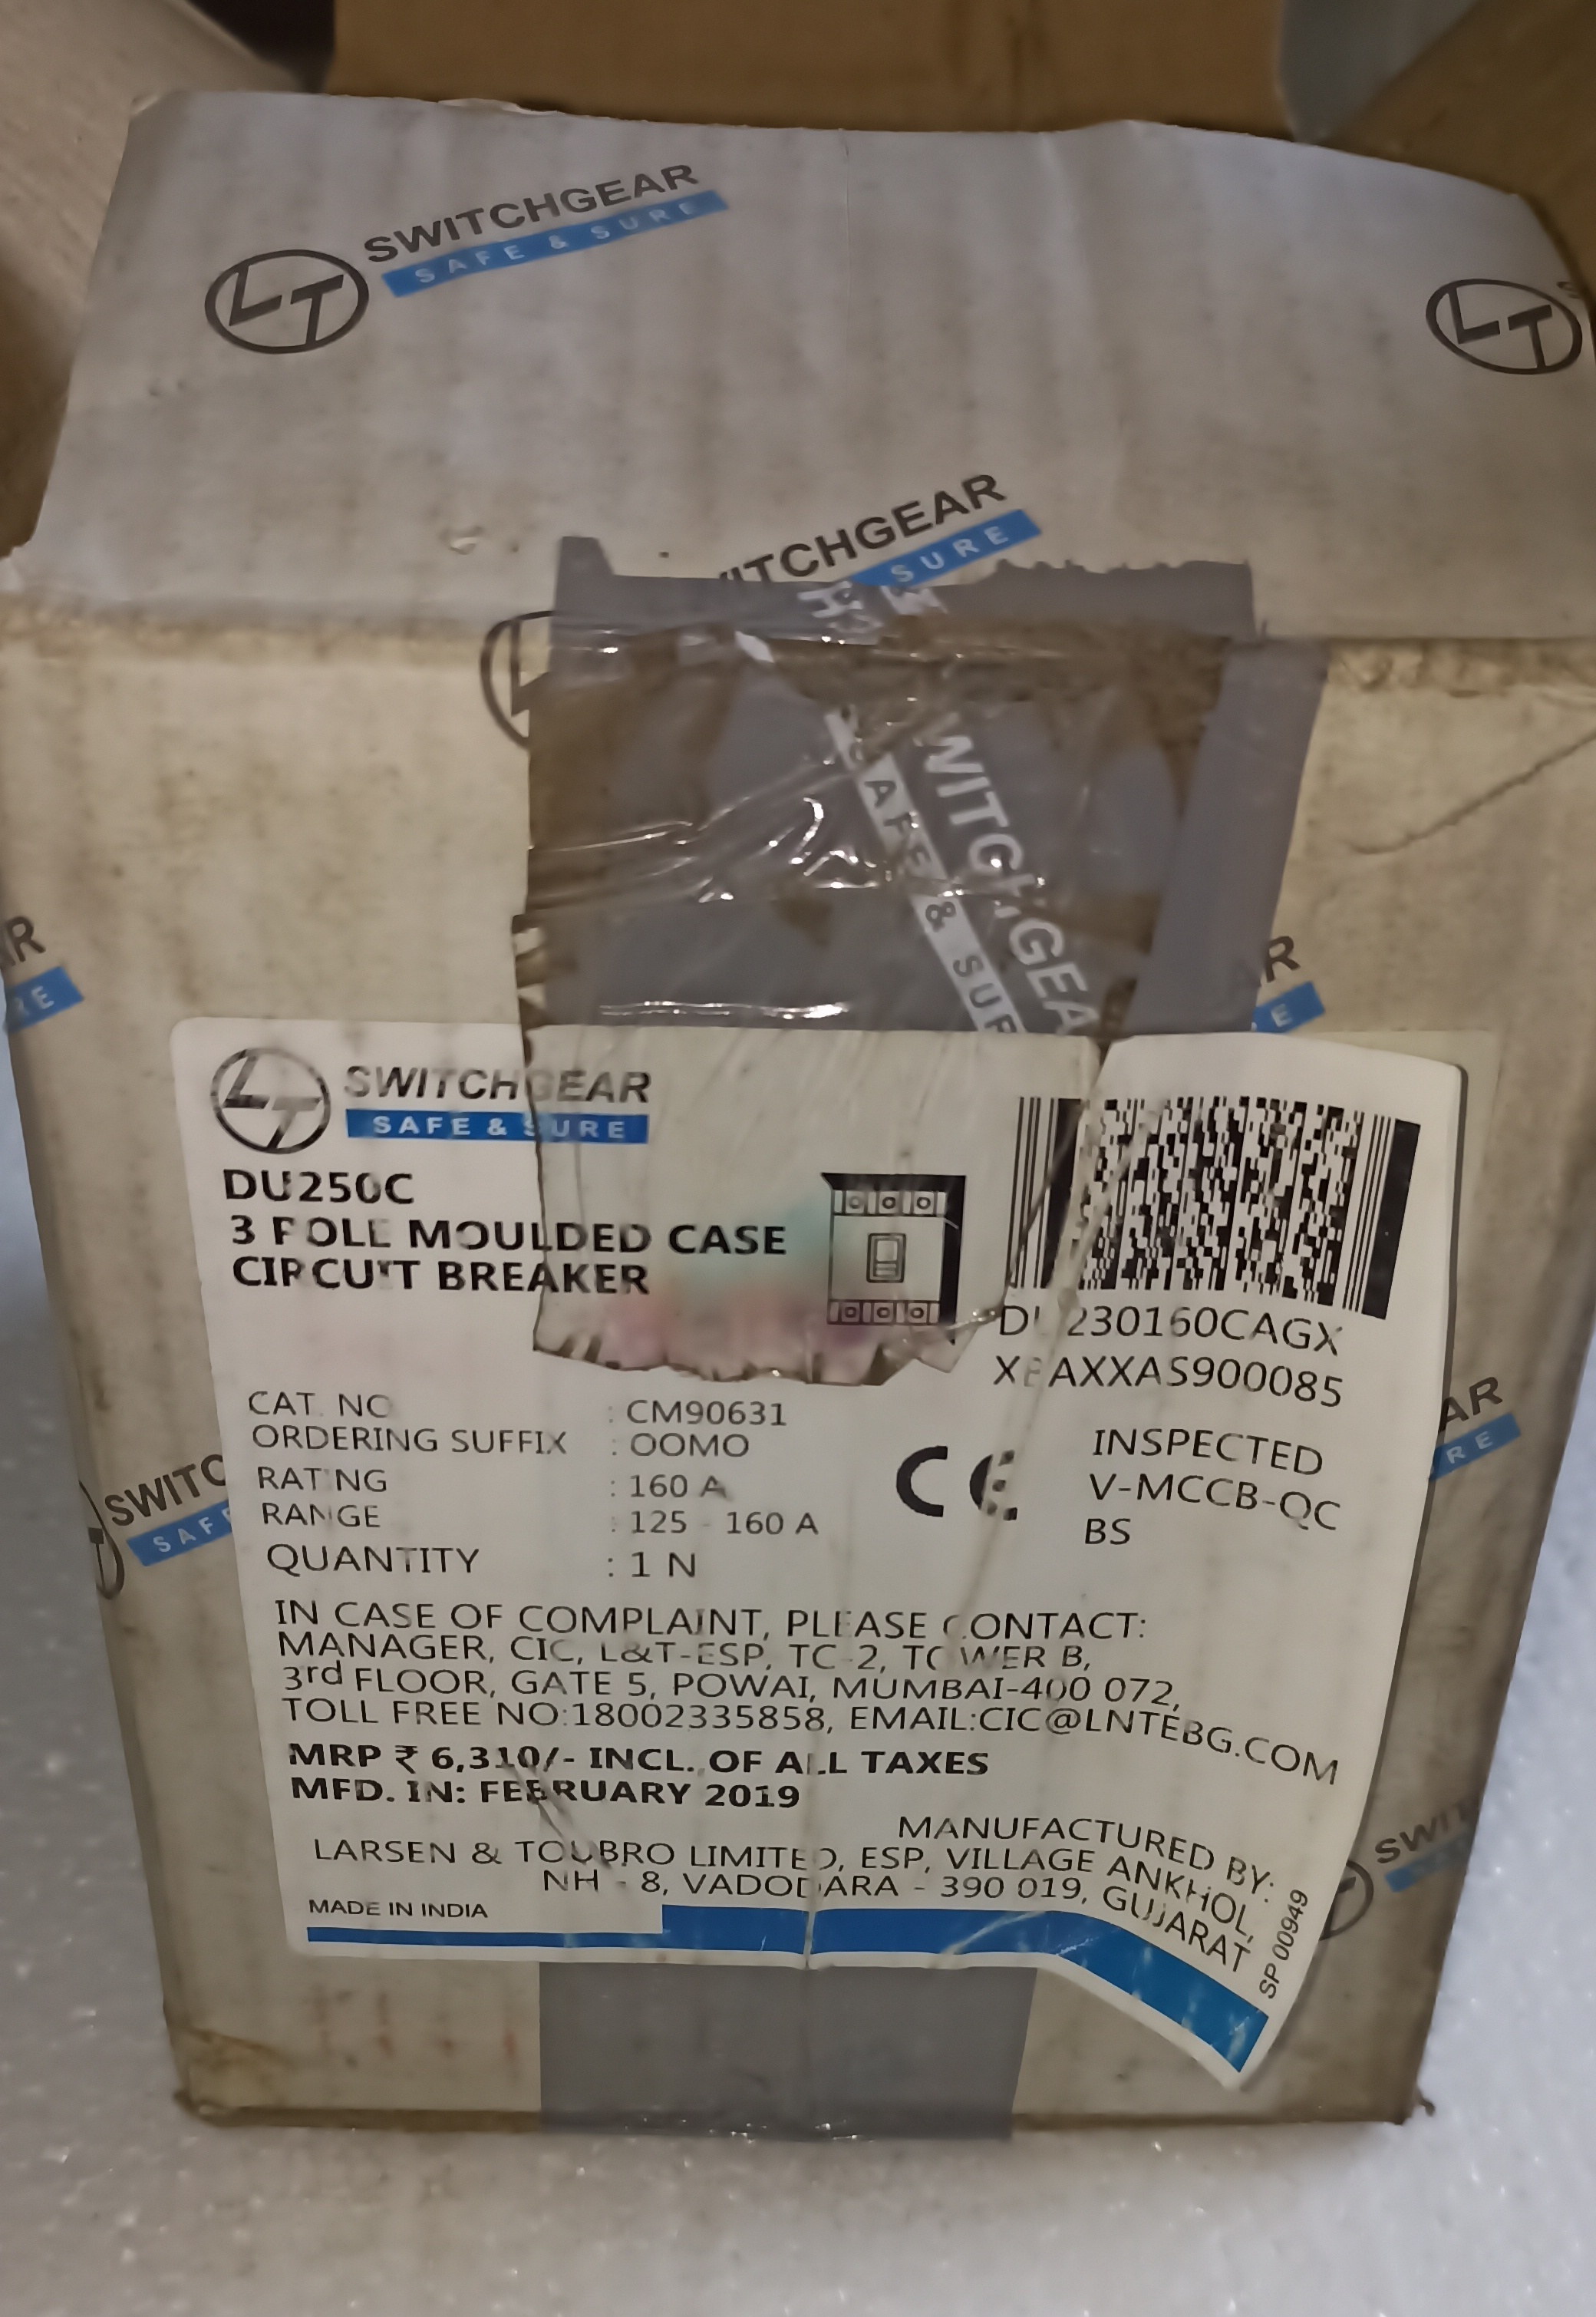 LT SWITCHGEAR
SAFE & SURE
LT
SWITCHGEAR
SURE
SWITCHGEAR
SAFE & SURE
LT SWITCHGEAR
SAFE & SURE
DU250C
3 POLE MOULDED CASE
CIRCUIT BREAKER
XXAS900085
CAT. NO : CM90631
ORDERING SUFFIX : OOMO
RATING : 160 A
RANGE : 125 - 160 A
QUANTITY : 1 N
CE
INSPECTED
V-MCCB-QC
BS
IN CASE OF COMPLAINT, PLEASE CONTACT:
MANAGER, CIC, L&T-ESP, TC-2, TOWER B,
3rd FLOOR, GATE 5, POWAI, MUMBAI-400 072,
TOLL FREE NO:18002335858, EMAIL:CIC@LNTEBG.COM
MRP ₹ 6,310/- INCL. OF ALL TAXES
MFD. IN: FEBRUARY 2019
MANUFACTURED BY:
LARSEN & TOUBRO LIMITED, ESP, VILLAGE ANKHOL,
NH - 8, VADODARA - 390 019, GUJARAT
MADE IN INDIA
SP 00949